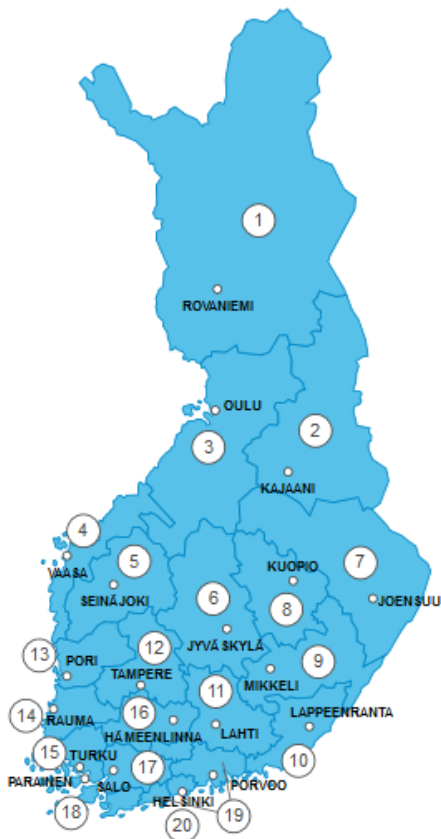 1
ROVANIEMI
OULU
2
3
KAJAANI
4
VAASA
5
7
KUOPIO
SEINÄJOKI
6
8
JOENSUU
JYVÄSKYLÄ
12
9
13
PORI
TAMPERE
MIKKELI
11
14
RAUMA
16
LAPPEENRANTA
HÄMEENLINNA
LAHTI
15
TURKU
17
10
PARAINEN
SALO
PORVOO
HELSINKI
18
19
20